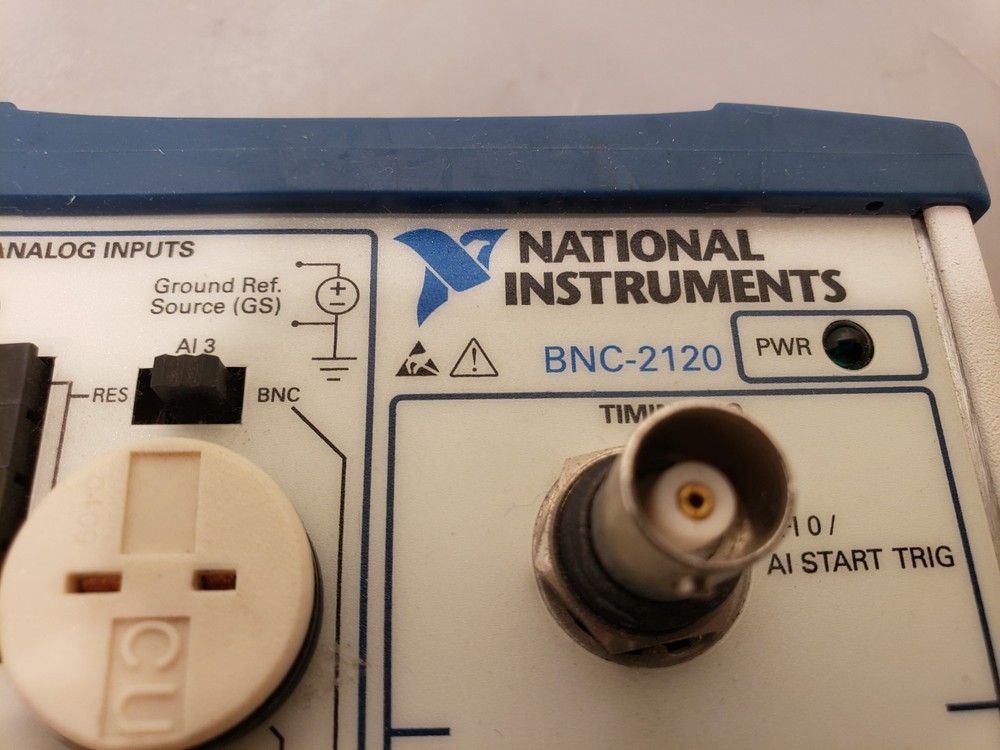 ANALOG INPUTS
Ground Ref.
Source (GS)
AI 3
RES
BNC
NATIONAL
INSTRUMENTS
BNC-2120
PWR
I 0 /
AI START TRIG
CU